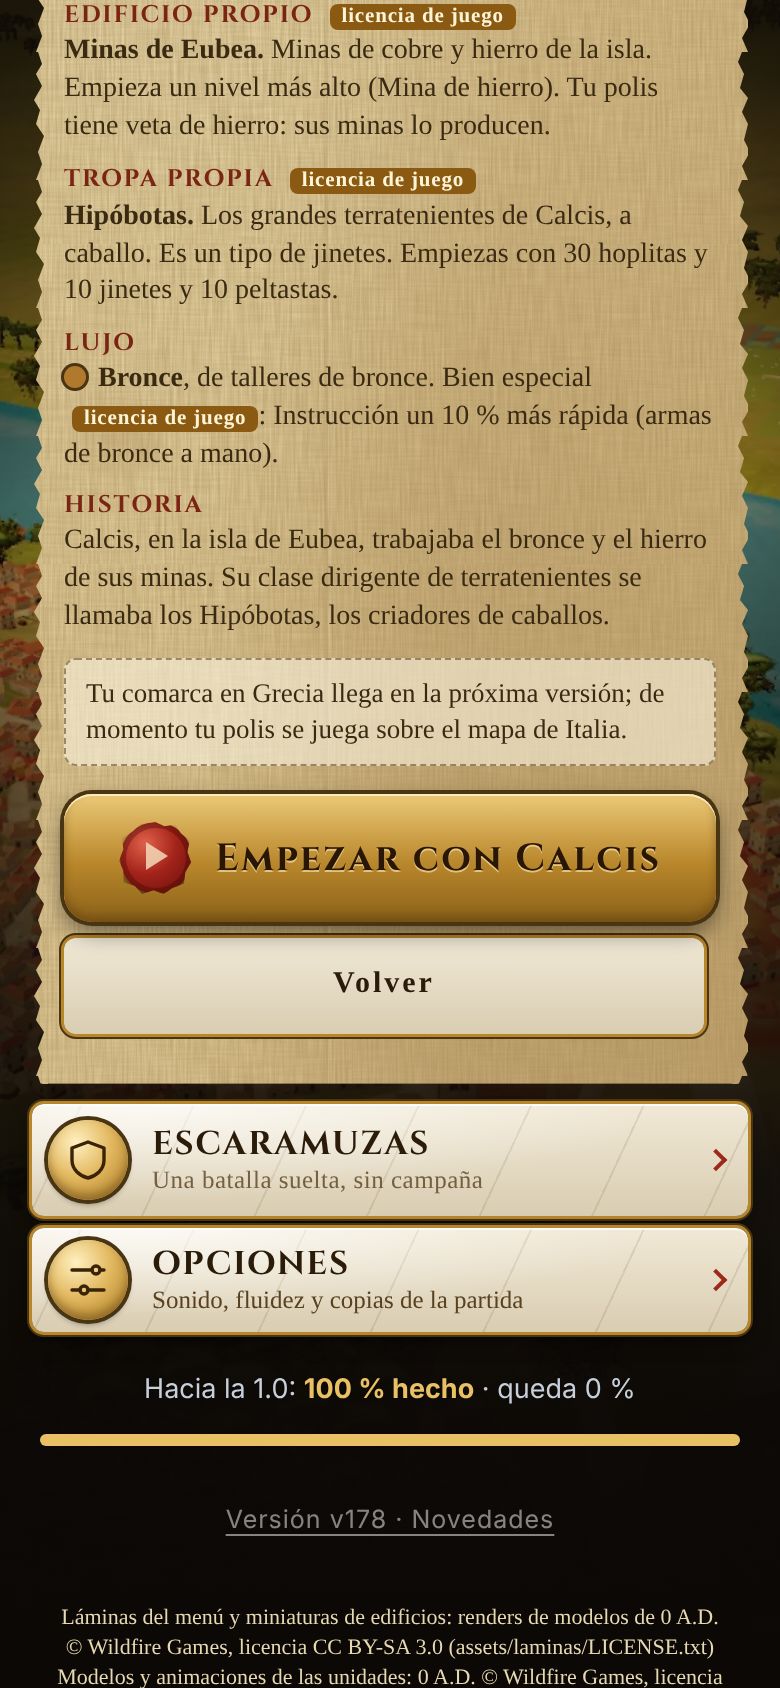 EDIFICIO PROPIO licencia de juego
Minas de Eubea. Minas de cobre y hierro de la isla.
Empieza un nivel más alto (Mina de hierro). Tu polis
tiene veta de hierro: sus minas lo producen.
TROPA PROPIA licencia de juego
Hipóbotas. Los grandes terratenientes de Calcis, a
caballo. Es un tipo de jinetes. Empiezas con 30 hoplitas y
10 jinetes y 10 peltastas.
LUJO
Bronce, de talleres de bronce. Bien especial
licencia de juego: Instrucción un 10 % más rápida (armas
de bronce a mano).
HISTORIA
Calcis, en la isla de Eubea, trabajaba el bronce y el hierro
de sus minas. Su clase dirigente de terratenientes se
llamaba los Hipóbotas, los criadores de caballos.
Tu comarca en Grecia llega en la próxima versión; de
momento tu polis se juega sobre el mapa de Italia.
EMPEZAR CON CALCIS
Volver
ESCARAMUZAS
Una batalla suelta, sin campaña
OPCIONES
Sonido, fluidez y copias de la partida
Hacia la 1.0: 100 % hecho · queda 0 %
Versión v178 · Novedades
Láminas del menú y miniaturas de edificios: renders de modelos de 0 A.D.
© Wildfire Games, licencia CC BY-SA 3.0 (assets/laminas/LICENSE.txt)
Modelos y animaciones de las unidades: 0 A.D. © Wildfire Games, licencia